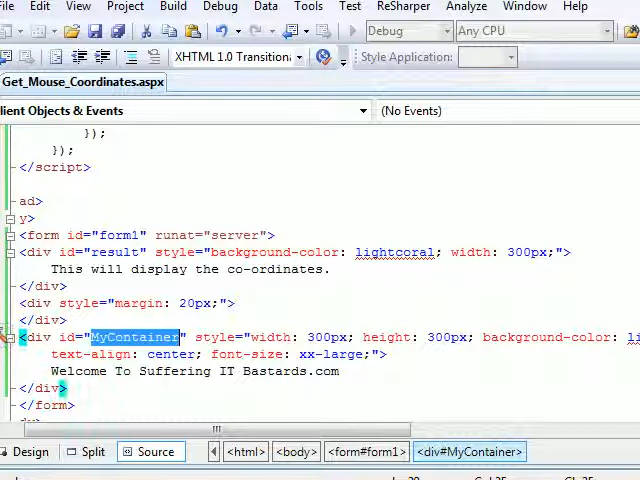 File Edit View Project Build Debug Data Tools Test ReSharper Analyze Window Help
Debug Any CPU
XHTML 1.0 Transition Style Application:
Get_Mouse_Coordinates.aspx
lient Objects & Events (No Events)
});
});
</script>
ad>
y>
<form id="form1" runat="server">
<div id="result" style="background-color: lightcoral; width: 300px;">
This will display the co-ordinates.
</div>
<div style="margin: 20px;">
</div>
<div id="MyContainer" style="width: 300px; height: 300px; background-color: li
text-align: center; font-size: xx-large;">
Welcome To Suffering IT Bastards.com
</div>
</form>
Design Split Source <html> <body> <form#form1> <div#MyContainer>